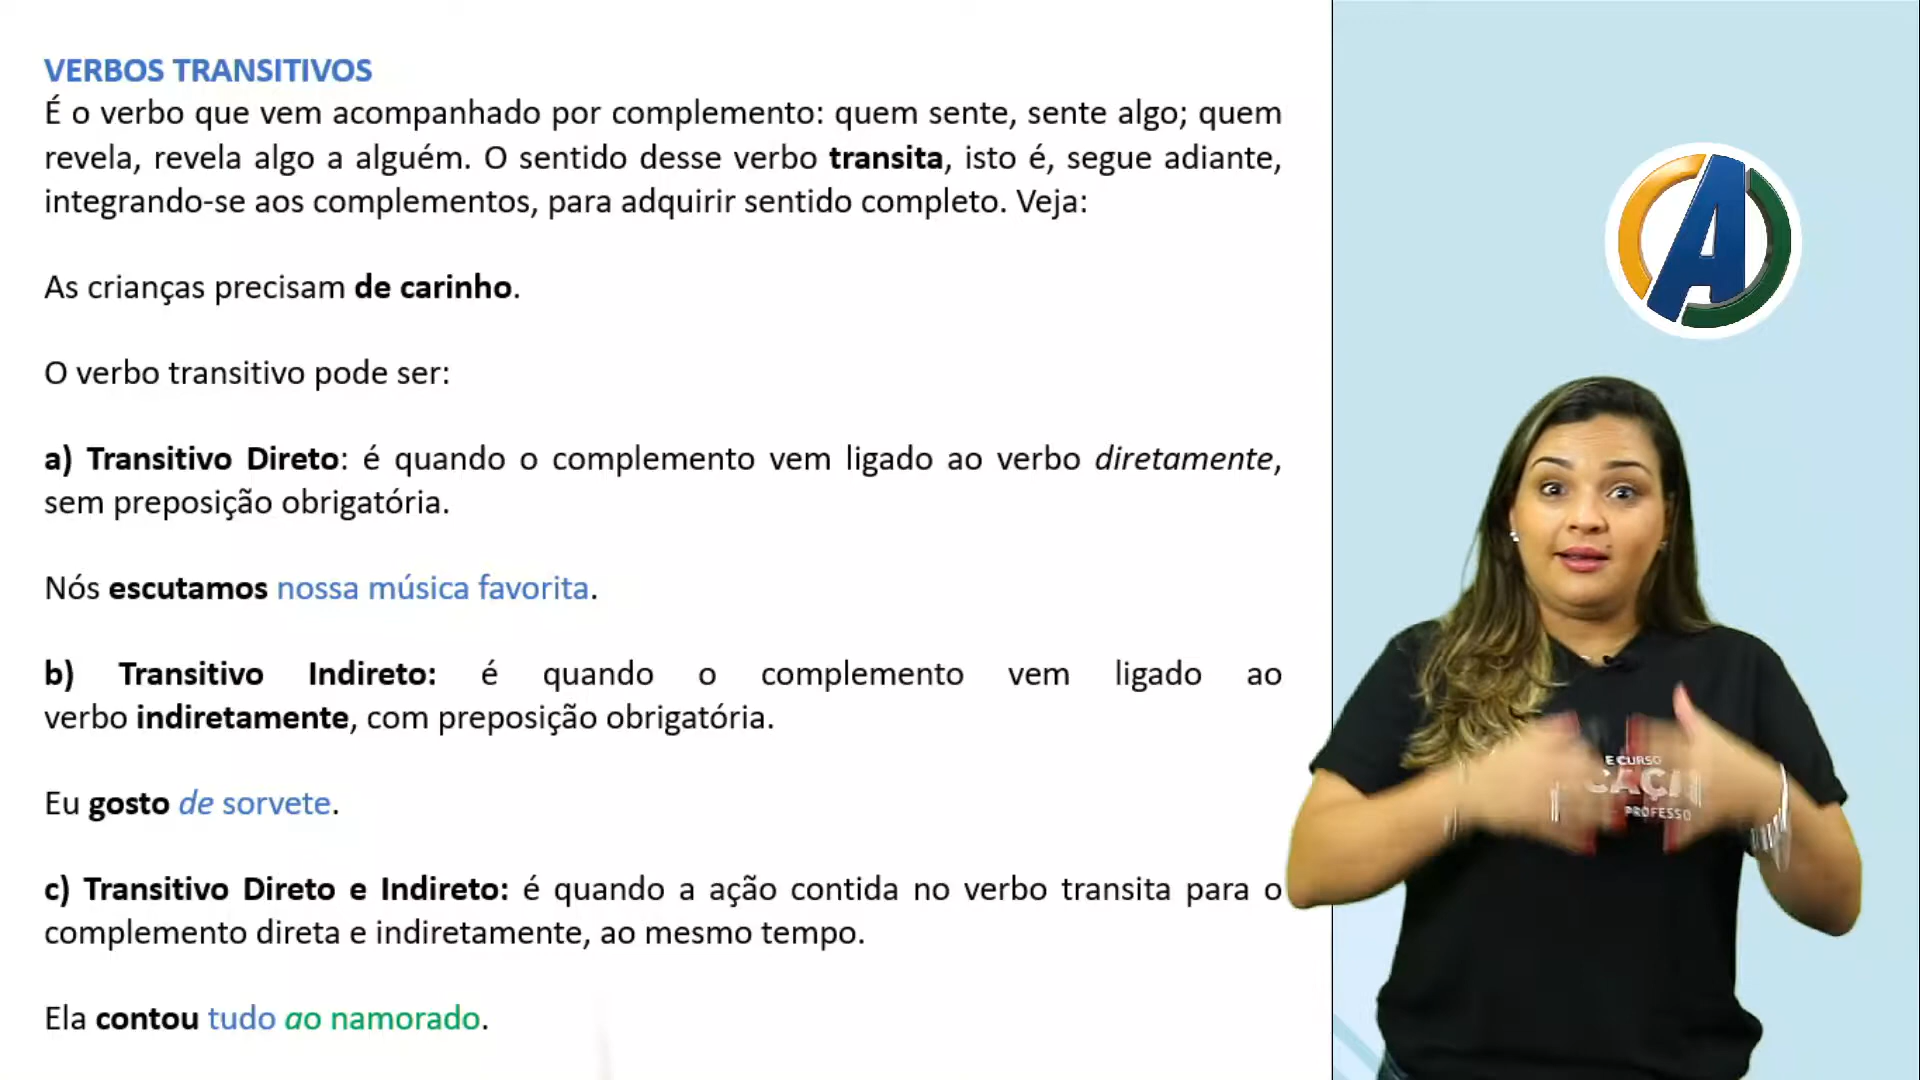 VERBOS TRANSITIVOS
É o verbo que vem acompanhado por complemento: quem sente, sente algo; quem
revela, revela algo a alguém. O sentido desse verbo transita, isto é, segue adiante,
integrando-se aos complementos, para adquirir sentido completo. Veja:
As crianças precisam de carinho.
O verbo transitivo pode ser:
a) Transitivo Direto: é quando o complemento vem ligado ao verbo diretamente,
sem preposição obrigatória.
Nós escutamos nossa música favorita.
b) Transitivo Indireto: é quando o complemento vem ligado ao
verbo indiretamente, com preposição obrigatória.
Eu gosto de sorvete.
c) Transitivo Direto e Indireto: é quando a ação contida no verbo transita para o
complemento direta e indiretamente, ao mesmo tempo.
Ela contou tudo ao namorado.
A
E CURSO
PROFESSO